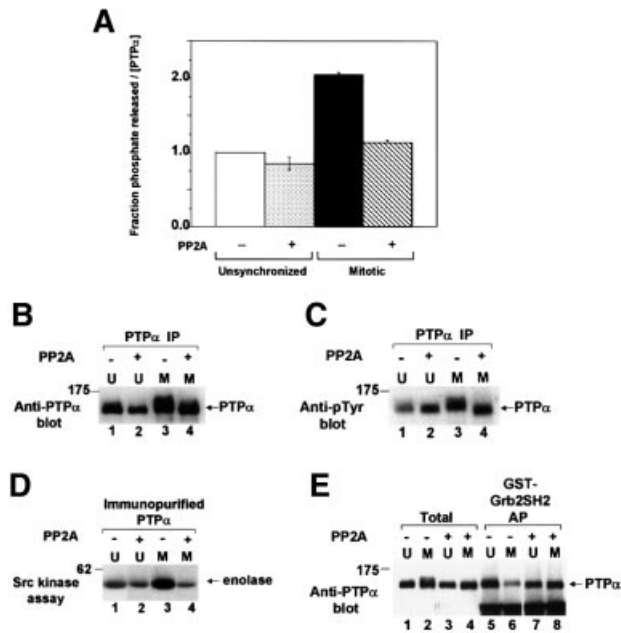 A
Fraction phosphate released / [PTPα]
2.0
1.0
0.0
PP2A – + – +
Unsynchronized Mitotic
B
PTPα IP
PP2A - + - +
U U M M
175
Anti-PTPα blot
←PTPα
1 2 3 4
C
PTPα IP
PP2A - + - +
U U M M
175
Anti-pTyr blot
←PTPα
1 2 3 4
D
Immunopurified
PTPα
PP2A - + - +
U U M M
62
Src kinase assay
← enolase
1 2 3 4
E
GST-
Grb2SH2
Total AP
PP2A - - + + - - + +
U M U M U M U M
175
Anti-PTPα blot
←PTPα
1 2 3 4 5 6 7 8